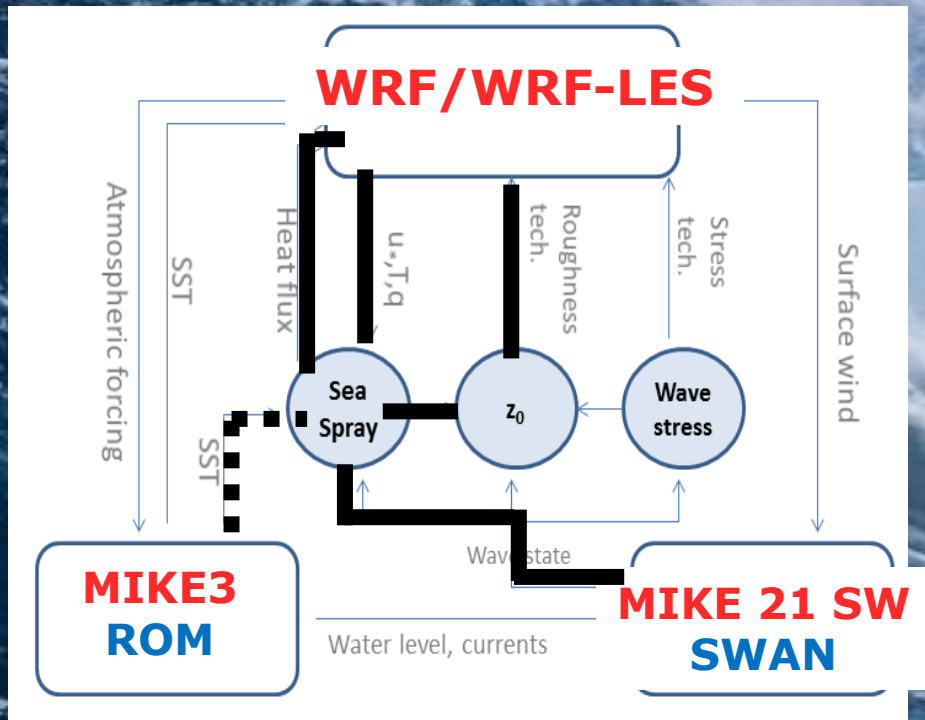 WRF/WRF-LES
Atmospheric forcing
SST
Heat flux
u*,T,q
Roughness
tech.
Stress
tech.
Surface wind
Sea
Spray
z₀
Wave
stress
SST
Wave state
MIKE3
ROM
Water level, currents
MIKE 21 SW
SWAN